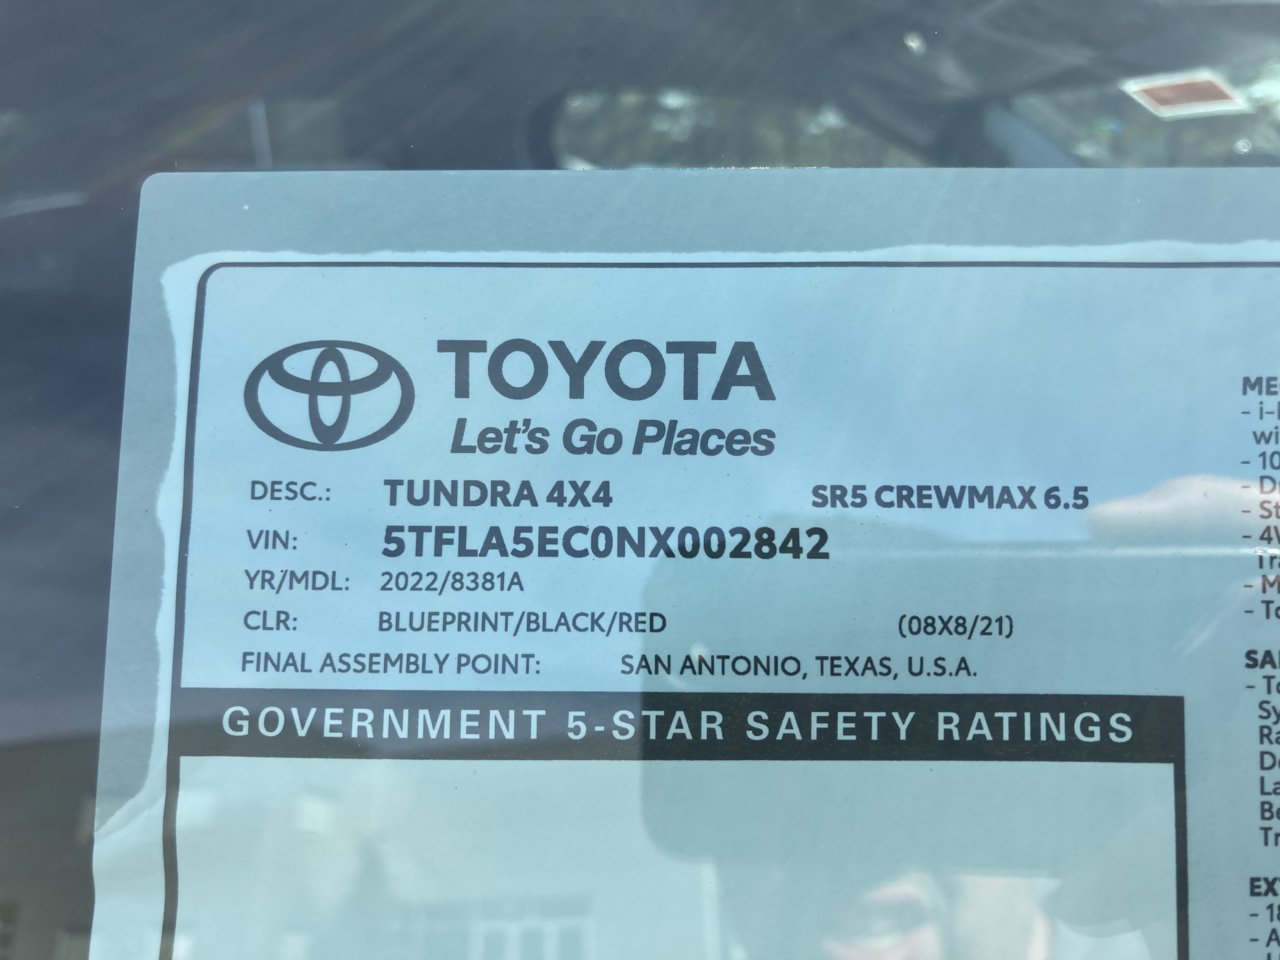 TOYOTA
Let's Go Places
DESC.: TUNDRA 4X4 SR5 CREWMAX 6.5
VIN: 5TFLA5EC0NX002842
YR/MDL: 2022/8381A
CLR: BLUEPRINT/BLACK/RED (08X8/21)
FINAL ASSEMBLY POINT: SAN ANTONIO, TEXAS, U.S.A.
GOVERNMENT 5-STAR SAFETY RATINGS